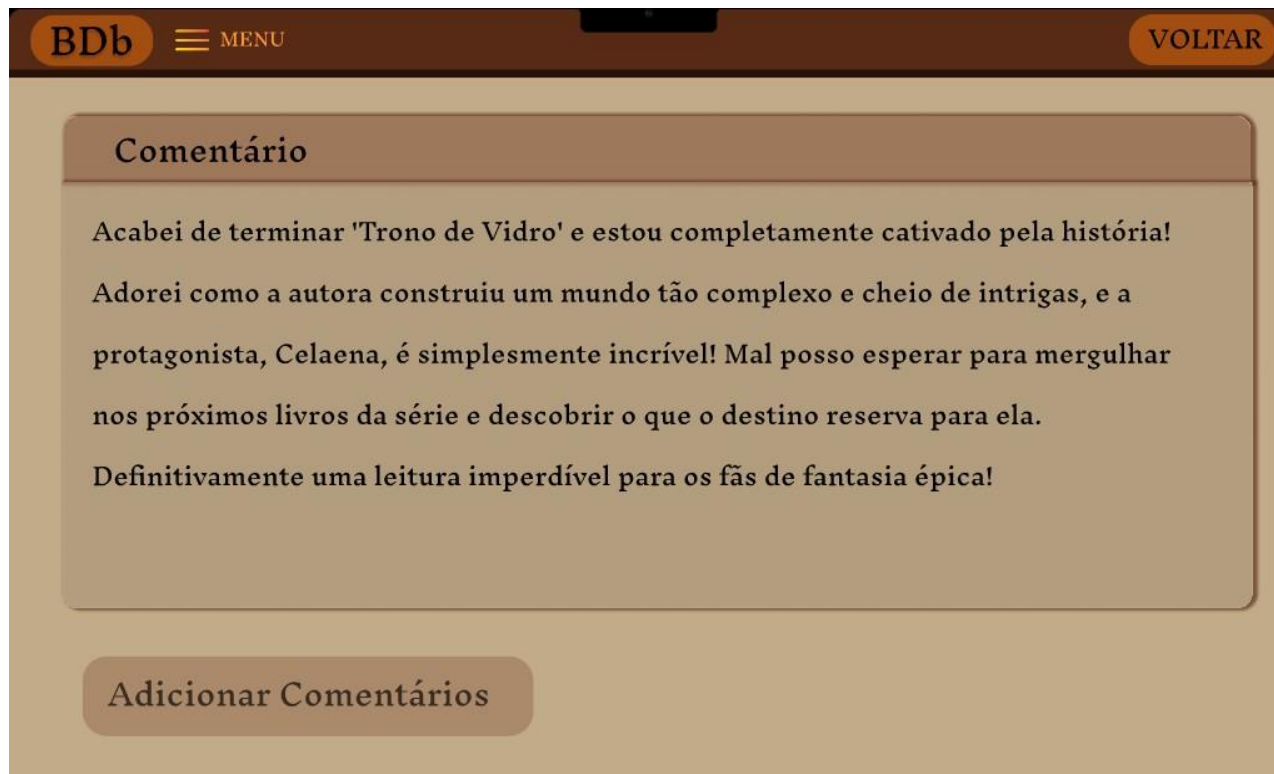 BDb MENU VOLTAR
Comentário
Acabei de terminar 'Trono de Vidro' e estou completamente cativado pela história!
Adorei como a autora construiu um mundo tão complexo e cheio de intrigas, e a
protagonista, Celaena, é simplesmente incrível! Mal posso esperar para mergulhar
nos próximos livros da série e descobrir o que o destino reserva para ela.
Definitivamente uma leitura imperdível para os fãs de fantasia épica!
Adicionar Comentários